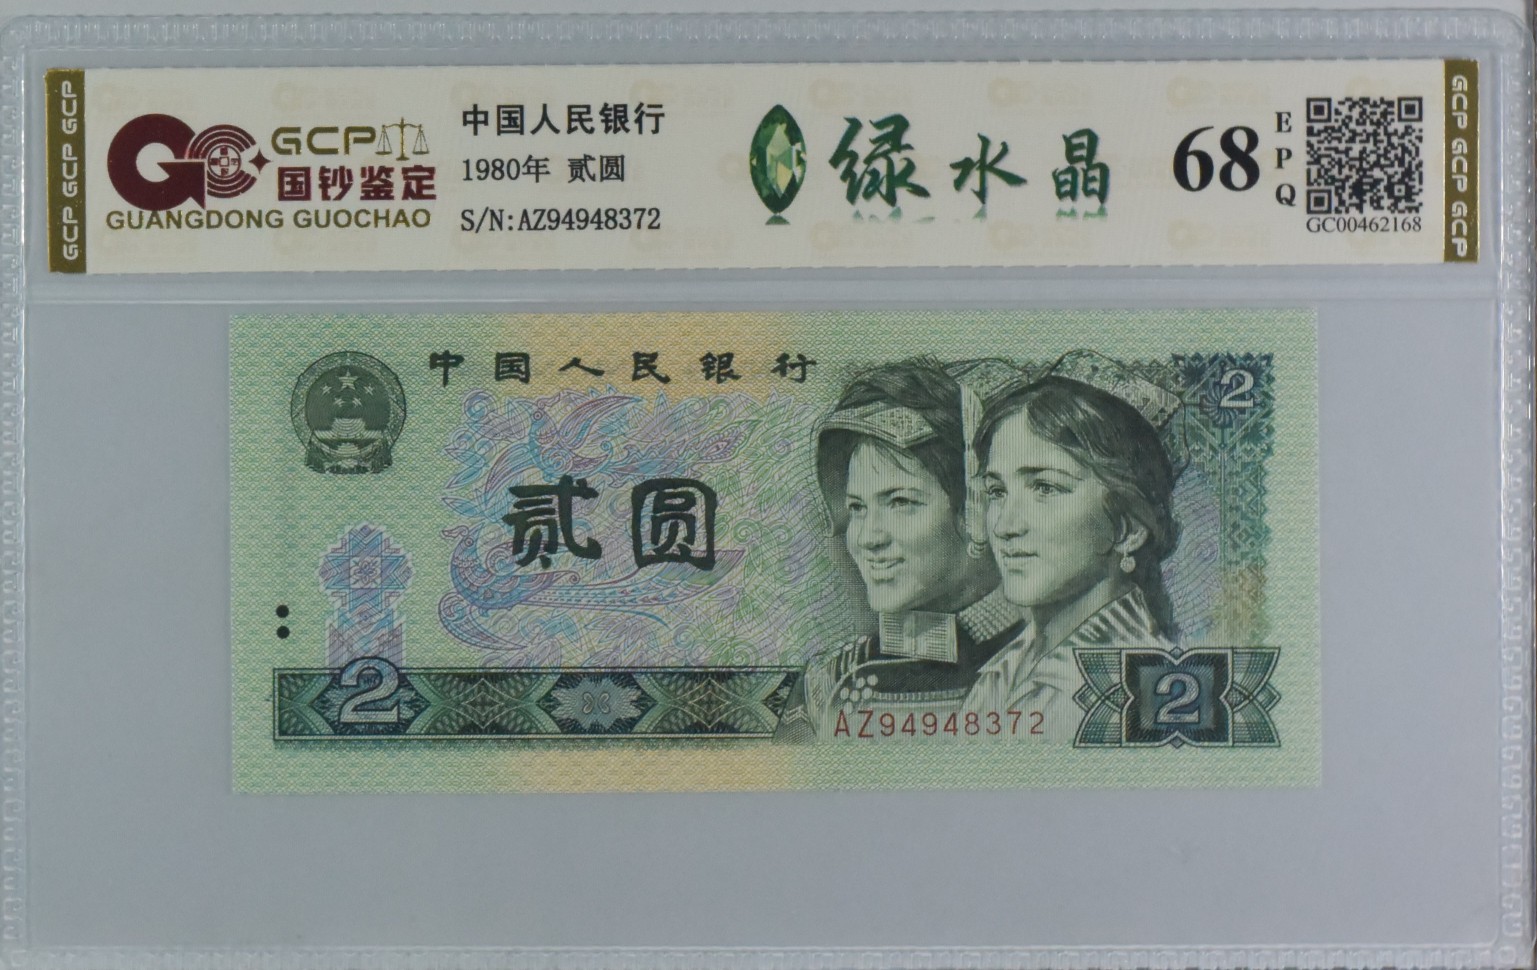 GCP GCP GCP
GCP
国钞鉴定
GUANGDONG GUOCHAO
中国人民银行
1980年 贰圆
S/N:AZ94948372
绿水晶
68
EPQ
GC00462168
GCP GCP GCP
中国人民银行
2
贰圆
2
AZ94948372
2